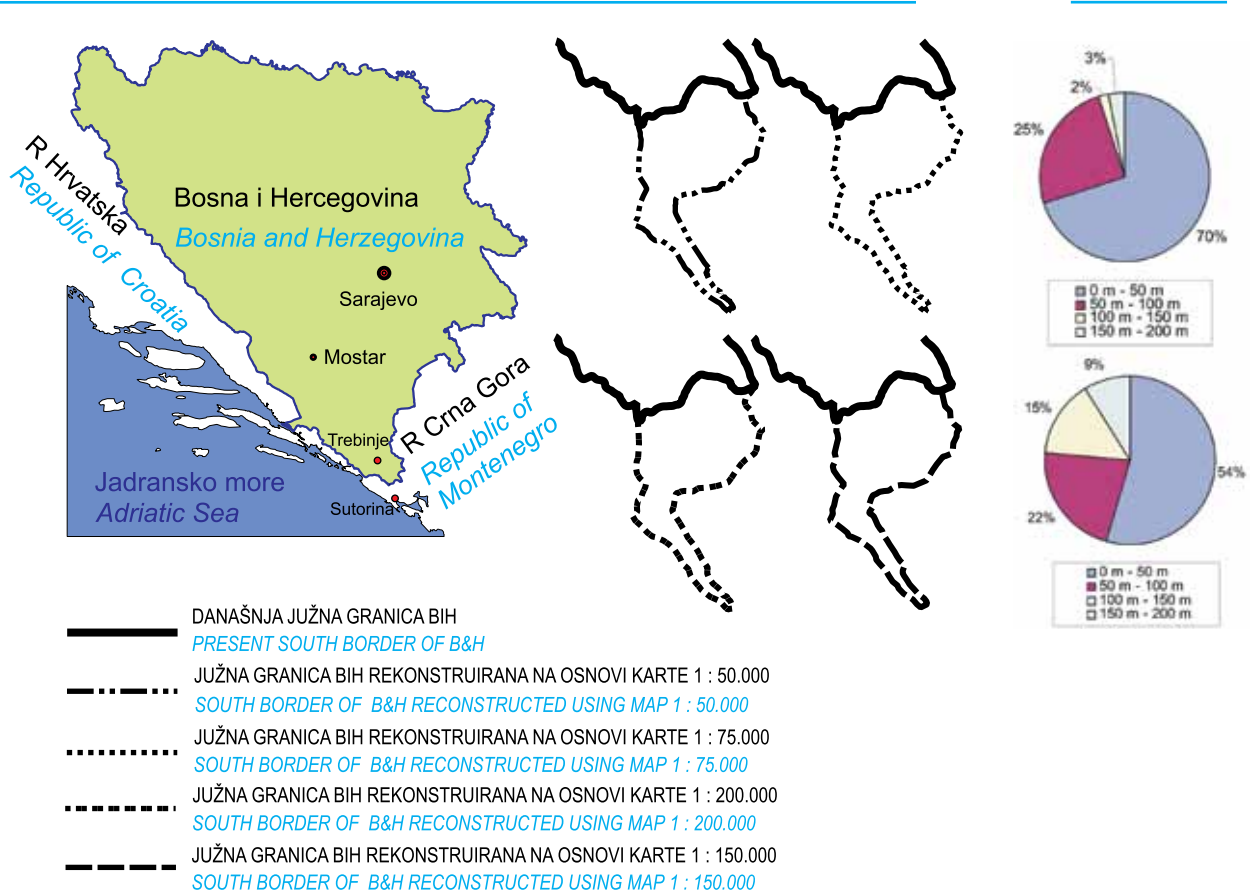 R Hrvatska
Republic of Croatia
Bosna i Hercegovina
Bosnia and Herzegovina
Sarajevo
Mostar
Trebinje
R Crna Gora
Republic of
Montenegro
Sutorina
Jadransko more
Adriatic Sea
3%
2%
25%
70%
0 m - 50 m
50 m - 100 m
100 m - 150 m
150 m - 200 m
9%
15%
54%
22%
0 m - 50 m
50 m - 100 m
100 m - 150 m
150 m - 200 m
DANAŠNJA JUŽNA GRANICA BIH
PRESENT SOUTH BORDER OF B&H
JUŽNA GRANICA BIH REKONSTRUIRANA NA OSNOVI KARTE 1 : 50.000
SOUTH BORDER OF B&H RECONSTRUCTED USING MAP 1 : 50.000
JUŽNA GRANICA BIH REKONSTRUIRANA NA OSNOVI KARTE 1 : 75.000
SOUTH BORDER OF B&H RECONSTRUCTED USING MAP 1 : 75.000
JUŽNA GRANICA BIH REKONSTRUIRANA NA OSNOVI KARTE 1 : 200.000
SOUTH BORDER OF B&H RECONSTRUCTED USING MAP 1 : 200.000
JUŽNA GRANICA BIH REKONSTRUIRANA NA OSNOVI KARTE 1 : 150.000
SOUTH BORDER OF B&H RECONSTRUCTED USING MAP 1 : 150.000